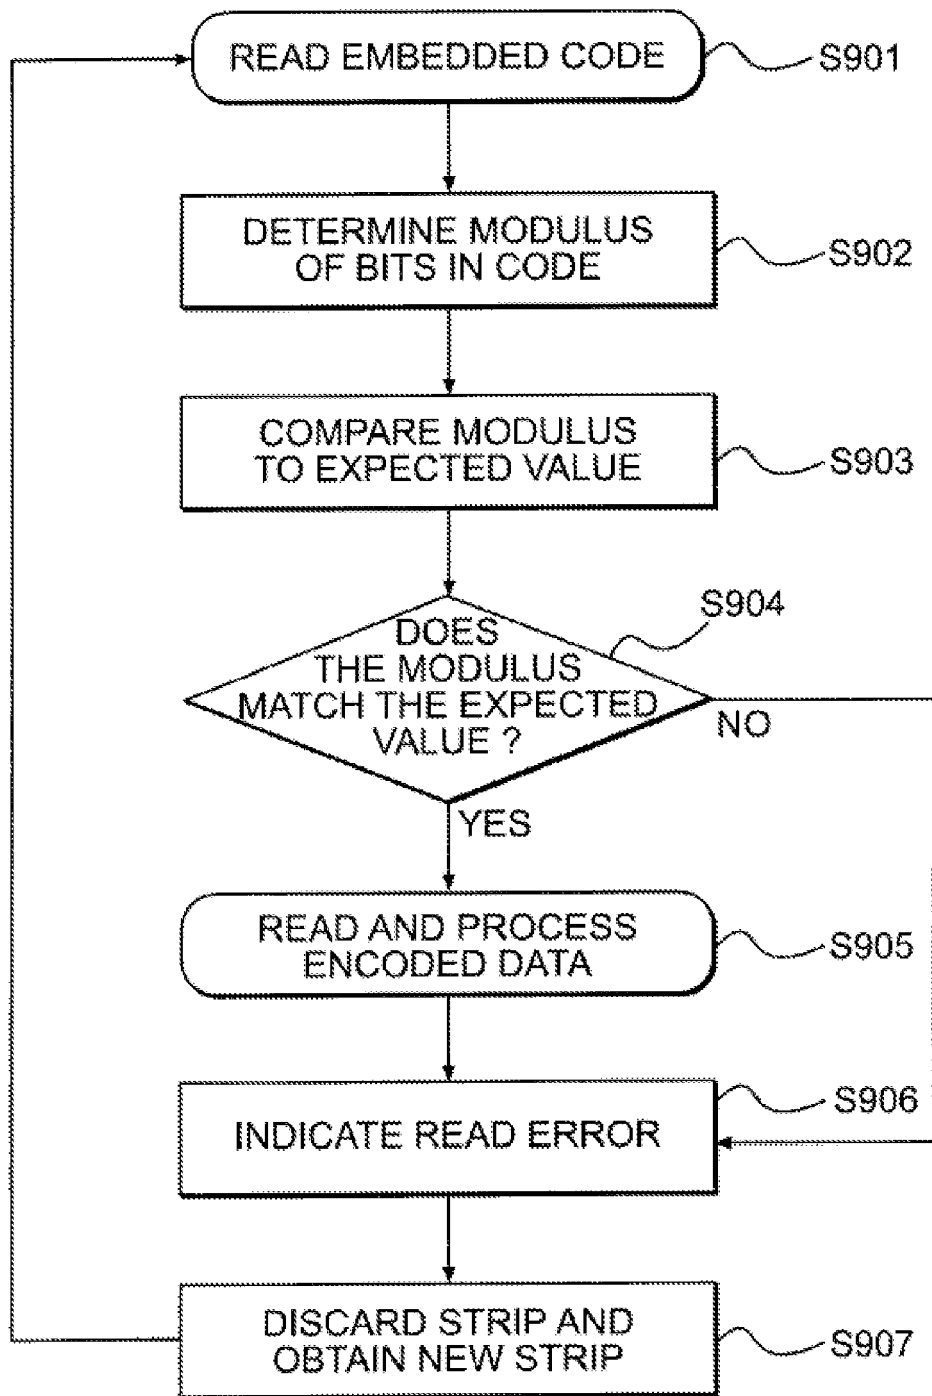 READ EMBEDDED CODE
S901
DETERMINE MODULUS
OF BITS IN CODE
S902
COMPARE MODULUS
TO EXPECTED VALUE
S903
S904
DOES
THE MODULUS
MATCH THE EXPECTED
VALUE ?
NO
YES
READ AND PROCESS
ENCODED DATA
S905
INDICATE READ ERROR
S906
DISCARD STRIP AND
OBTAIN NEW STRIP
S907